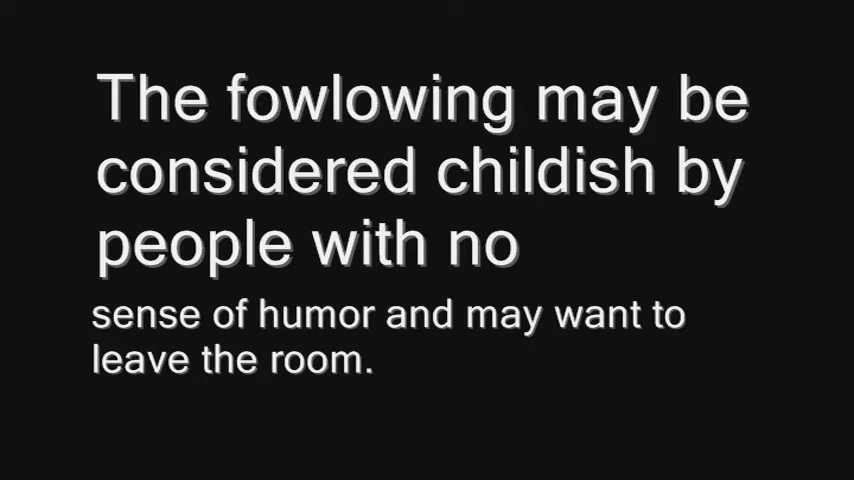 The fowlowing may be
considered childish by
people with no
sense of humor and may want to
leave the room.